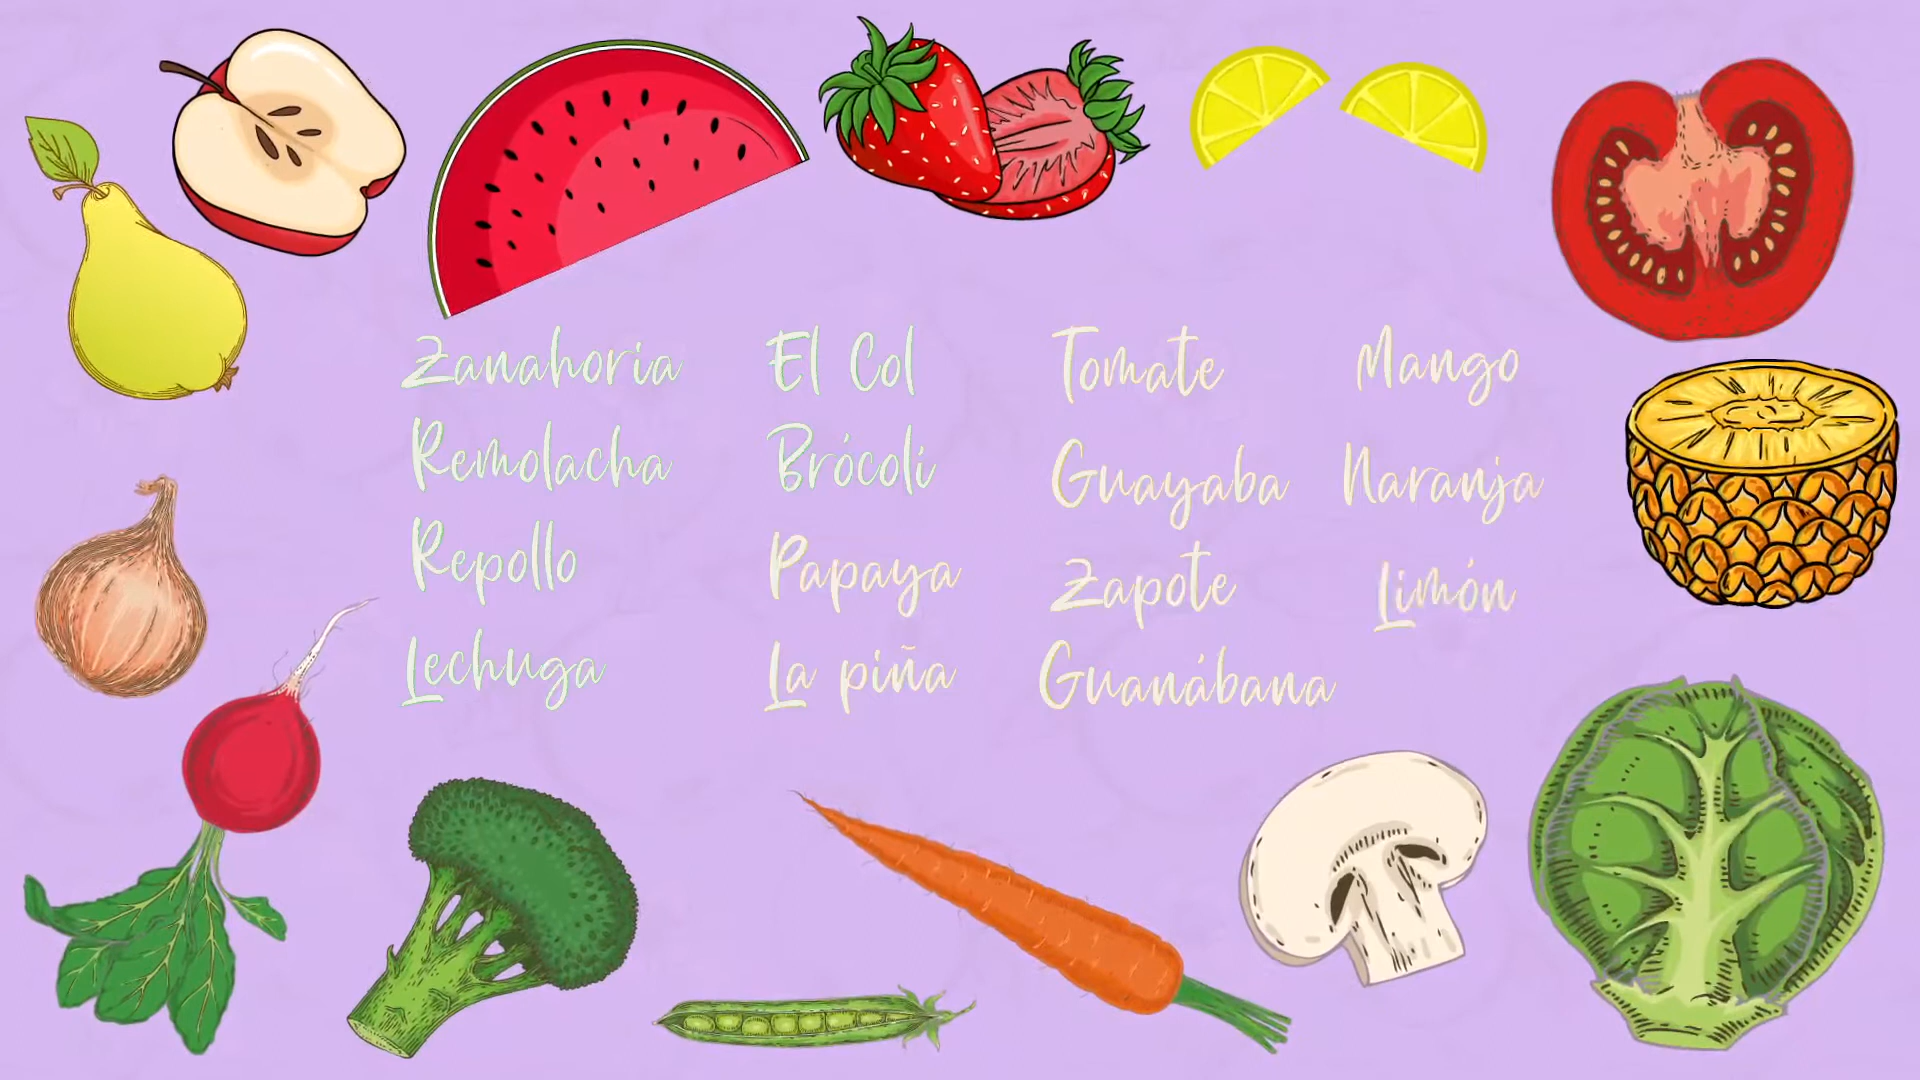 Zanahoria
Remolacha
Repollo
Lechuga
El Col
Brócoli
Papaya
La piña
Tomate
Guayaba
Zapote
Guanábana
Mango
Naranja
Limón